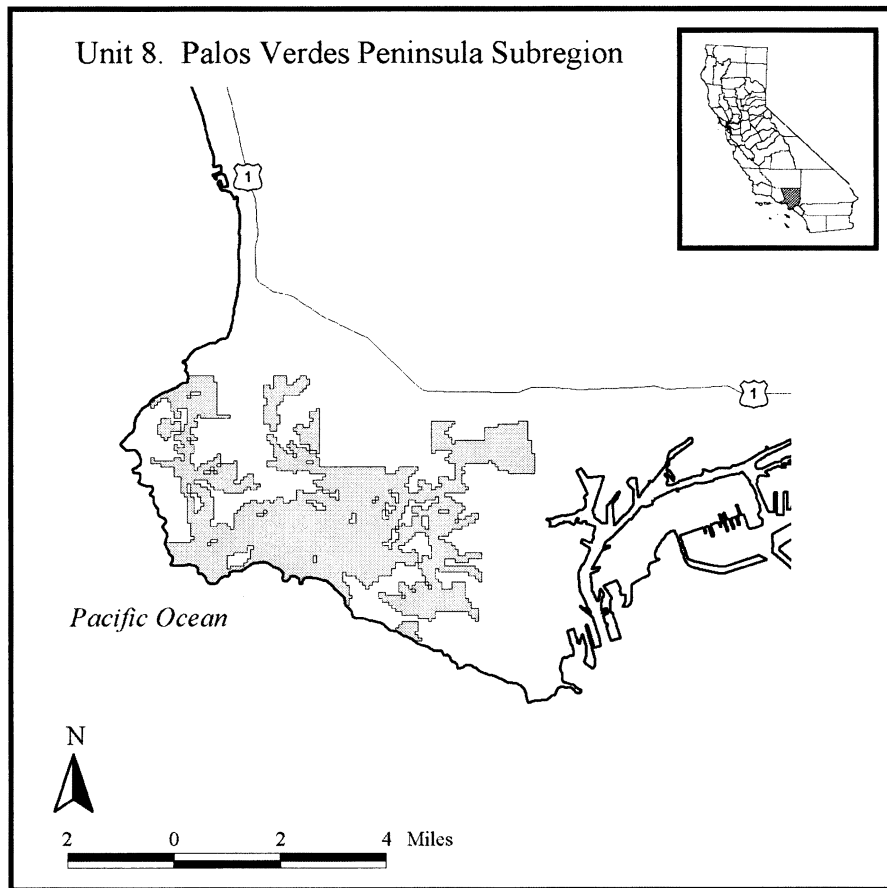 Unit 8. Palos Verdes Peninsula Subregion
1
1
Pacific Ocean
N
2 0 2 4 Miles